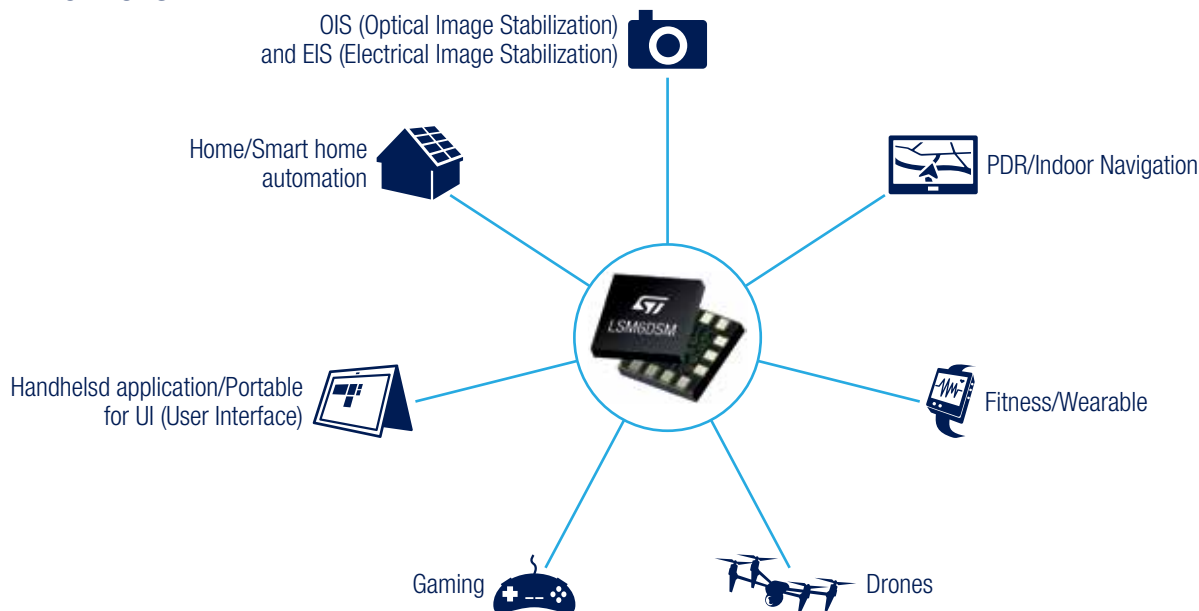 OIS (Optical Image Stabilization)
and EIS (Electrical Image Stabilization)
Home/Smart home
automation
PDR/Indoor Navigation
ST
LSM6DSM
Handhelsd application/Portable
for UI (User Interface)
Fitness/Wearable
Gaming
Drones